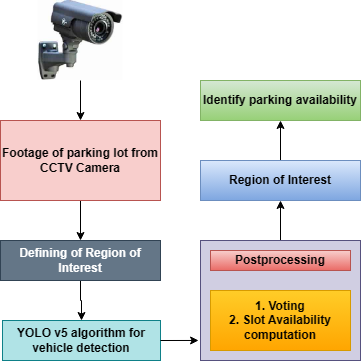 Footage of parking lot from
CCTV Camera
Defining of Region of
Interest
YOLO v5 algorithm for
vehicle detection
Postprocessing
1. Voting
2. Slot Availability
computation
Region of Interest
Identify parking availability